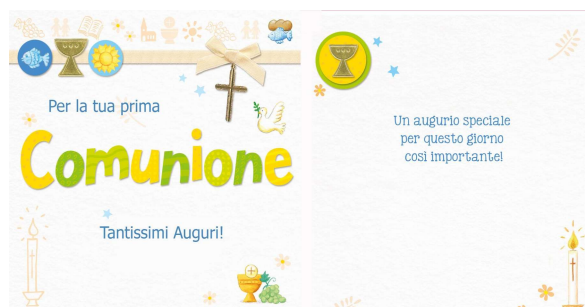 Per la tua prima
Comunione
Tantissimi Auguri!
Un augurio speciale
per questo giorno
così importante!